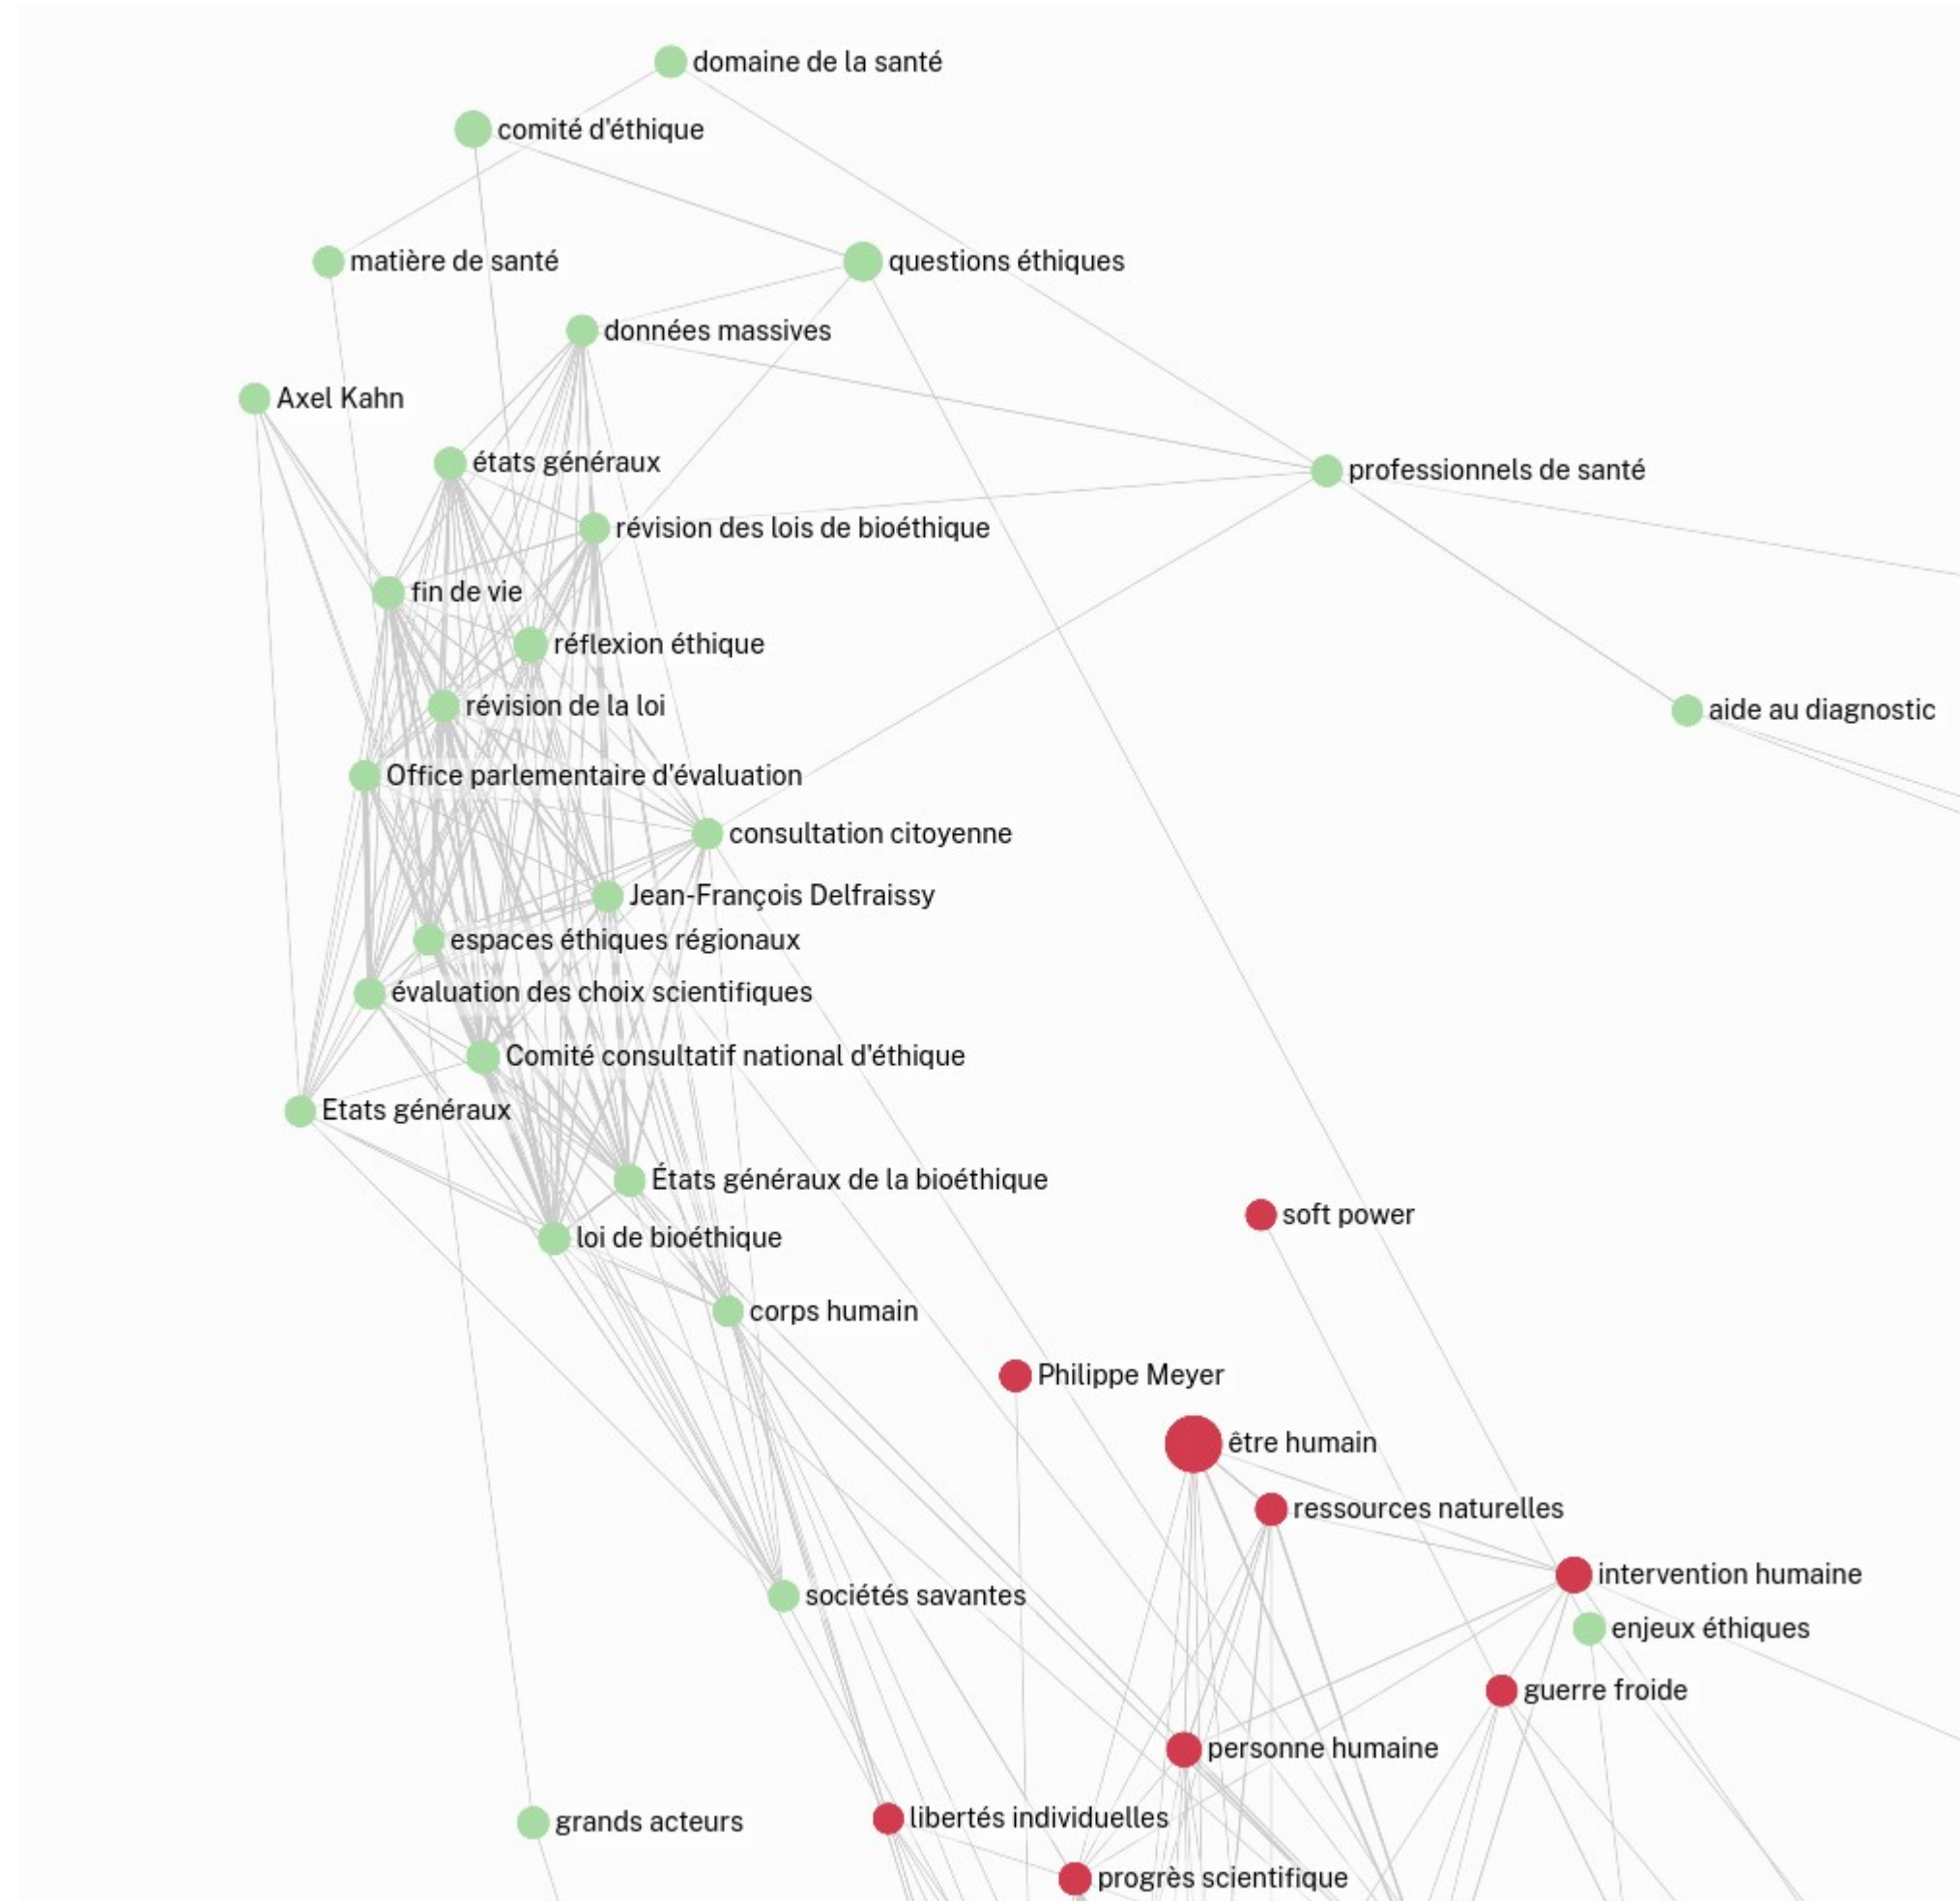 domaine de la santé
comité d'éthique
matière de santé
questions éthiques
données massives
Axel Kahn
états généraux
professionnels de santé
révision des lois de bioéthique
fin de vie
réflexion éthique
révision de la loi
aide au diagnostic
Office parlementaire d'évaluation
consultation citoyenne
Jean-François Delfraissy
espaces éthiques régionaux
évaluation des choix scientifiques
Comité consultatif national d'éthique
Etats généraux
États généraux de la bioéthique
soft power
loi de bioéthique
corps humain
Philippe Meyer
être humain
ressources naturelles
intervention humaine
sociétés savantes
enjeux éthiques
guerre froide
personne humaine
libertés individuelles
grands acteurs
progrès scientifique